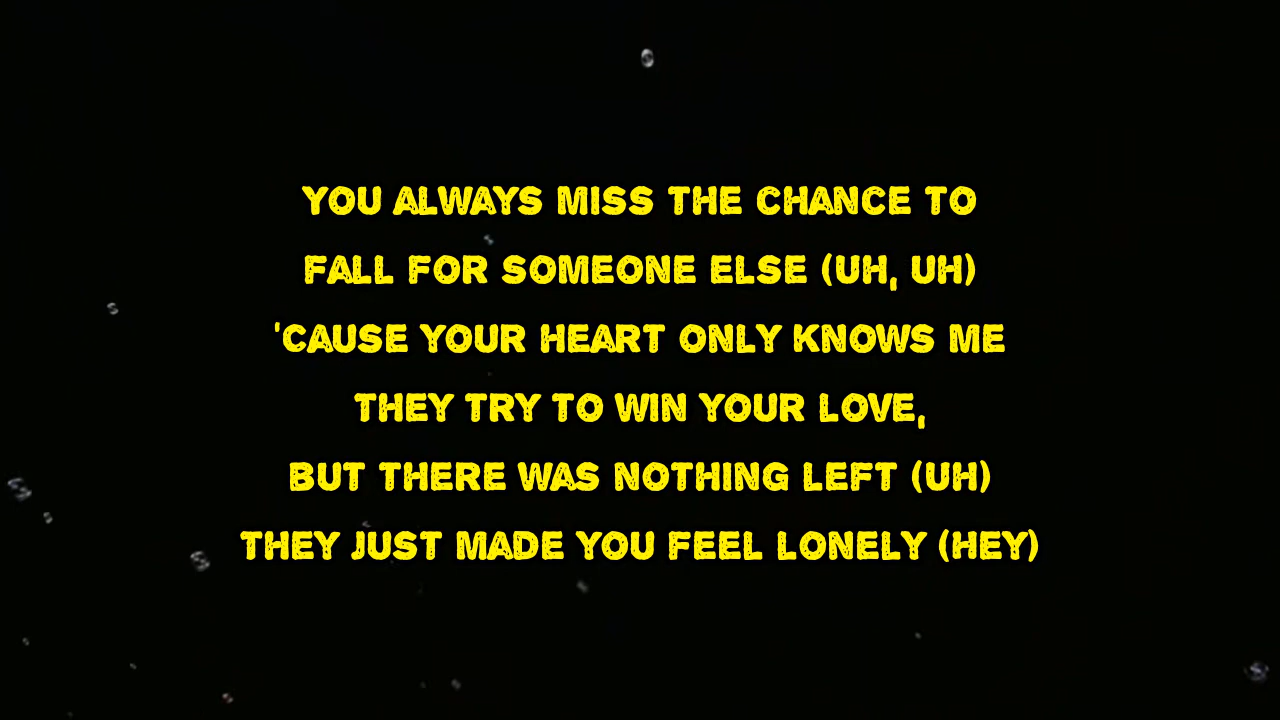 YOU ALWAYS MISS THE CHANCE TO
FALL FOR SOMEONE ELSE (UH, UH)
'CAUSE YOUR HEART ONLY KNOWS ME
THEY TRY TO WIN YOUR LOVE,
BUT THERE WAS NOTHING LEFT (UH)
THEY JUST MADE YOU FEEL LONELY (HEY)